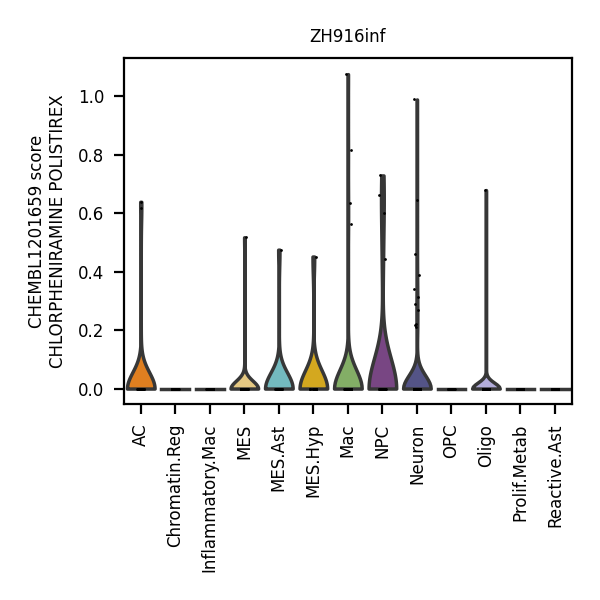 ZH916inf
CHEMBL1201659 score
CHLORPHENIRAMINE POLISTIREX
1.0
0.8
0.6
0.4
0.2
0.0
AC
Chromatin.Reg
Inflammatory.Mac
MES
MES.Ast
MES.Hyp
Mac
NPC
Neuron
OPC
Oligo
Prolif.Metab
Reactive.Ast